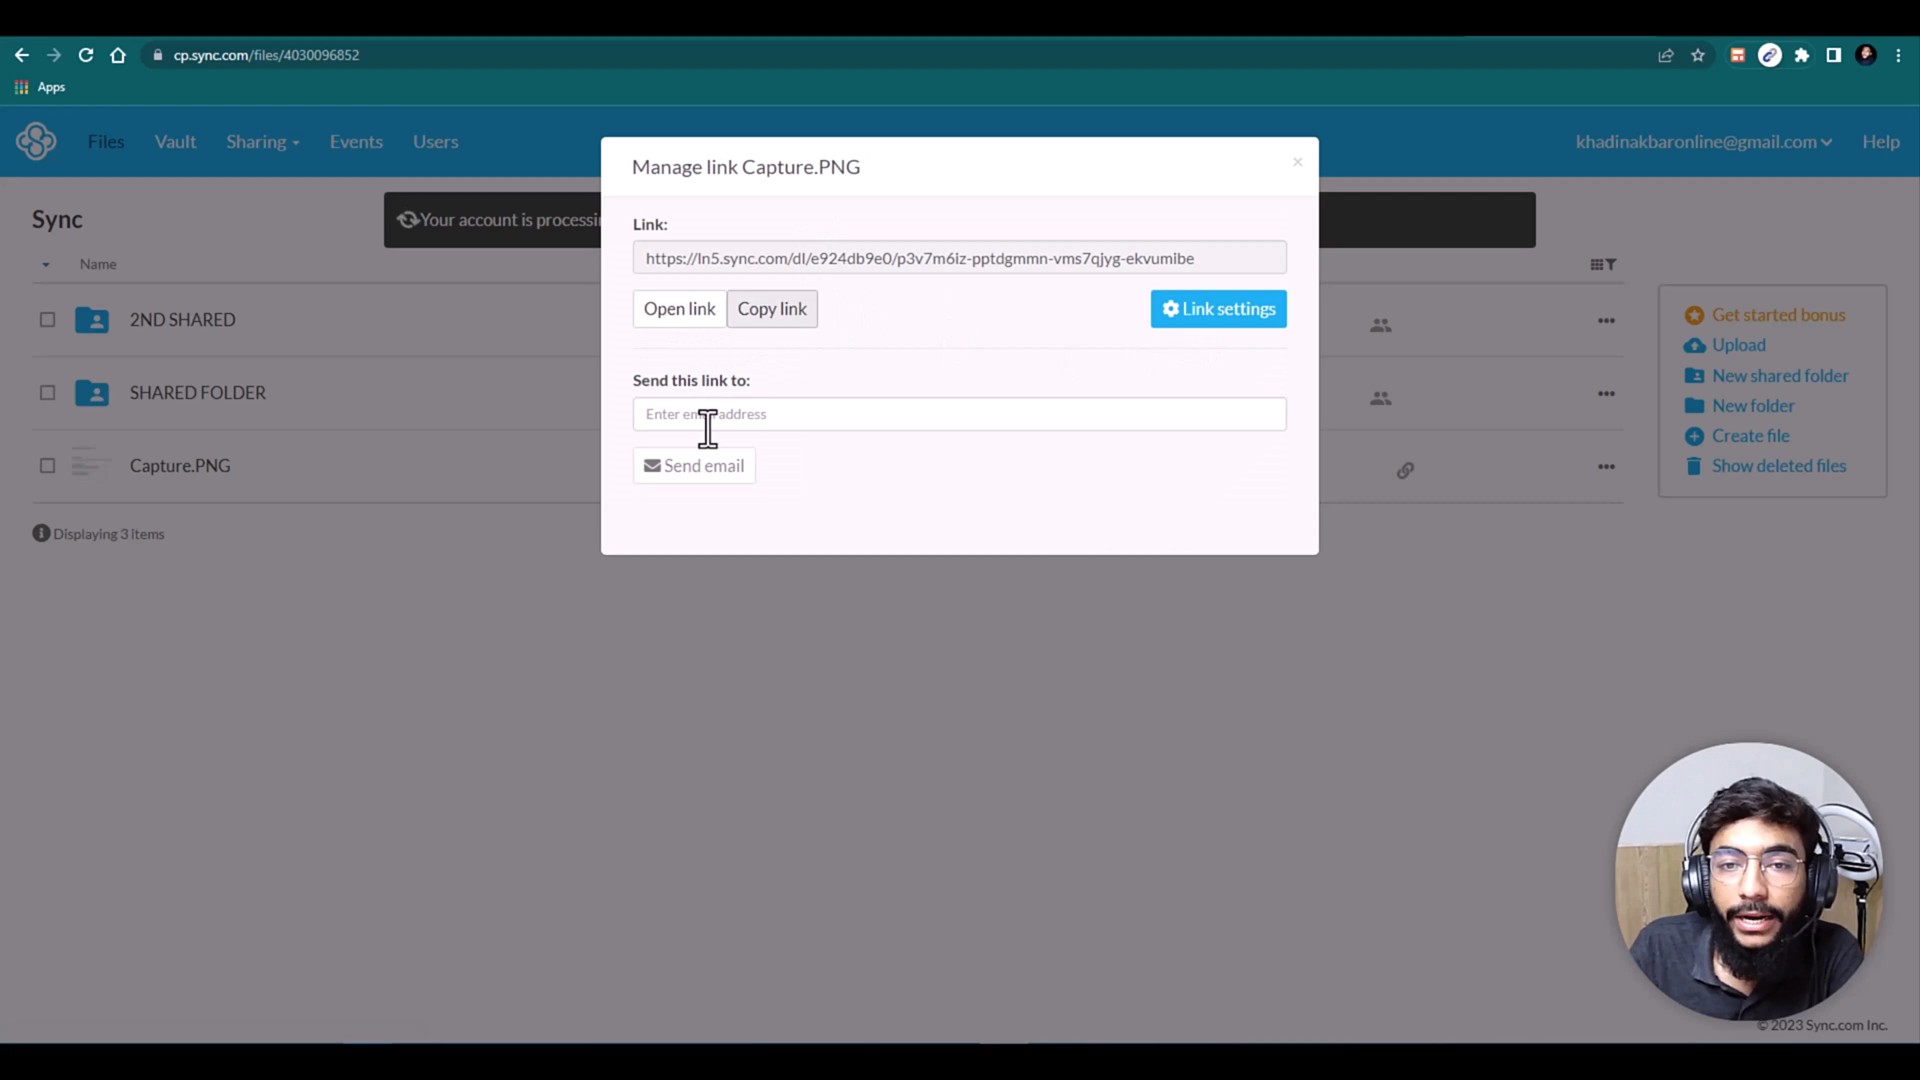 cp.sync.com/files/4030096852
Apps
Files Vault Sharing Events Users
khadinakbaronline@gmail.com Help
Manage link Capture.PNG
×
Sync
Your account is processi
Link:
https://ln5.sync.com/dl/e924db9e0/p3v7m6iz-pptdgmmn-vms7qjyg-ekvumibe
Name
Open link Copy link Link settings
2ND SHARED
Send this link to:
SHARED FOLDER
Enter em address
Capture.PNG
Send email
Displaying 3 items
Get started bonus
Upload
New shared folder
New folder
Create file
Show deleted files
© 2023 Sync.com Inc.